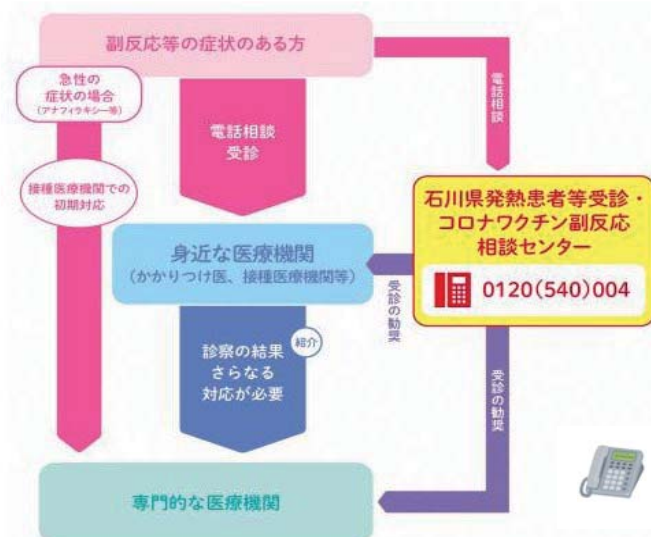 副反応等の症状のある方
急性の
症状の場合
(アナフィラキシー等)
電話相談
受診
電話相談
接種医療機関での
初期対応
石川県発熱患者等受診・
コロナワクチン副反応
相談センター
0120(540)004
身近な医療機関
(かかりつけ医、接種医療機関等)
受診の勧奨
紹介
診察の結果
さらなる
対応が必要
受診の勧奨
専門的な医療機関